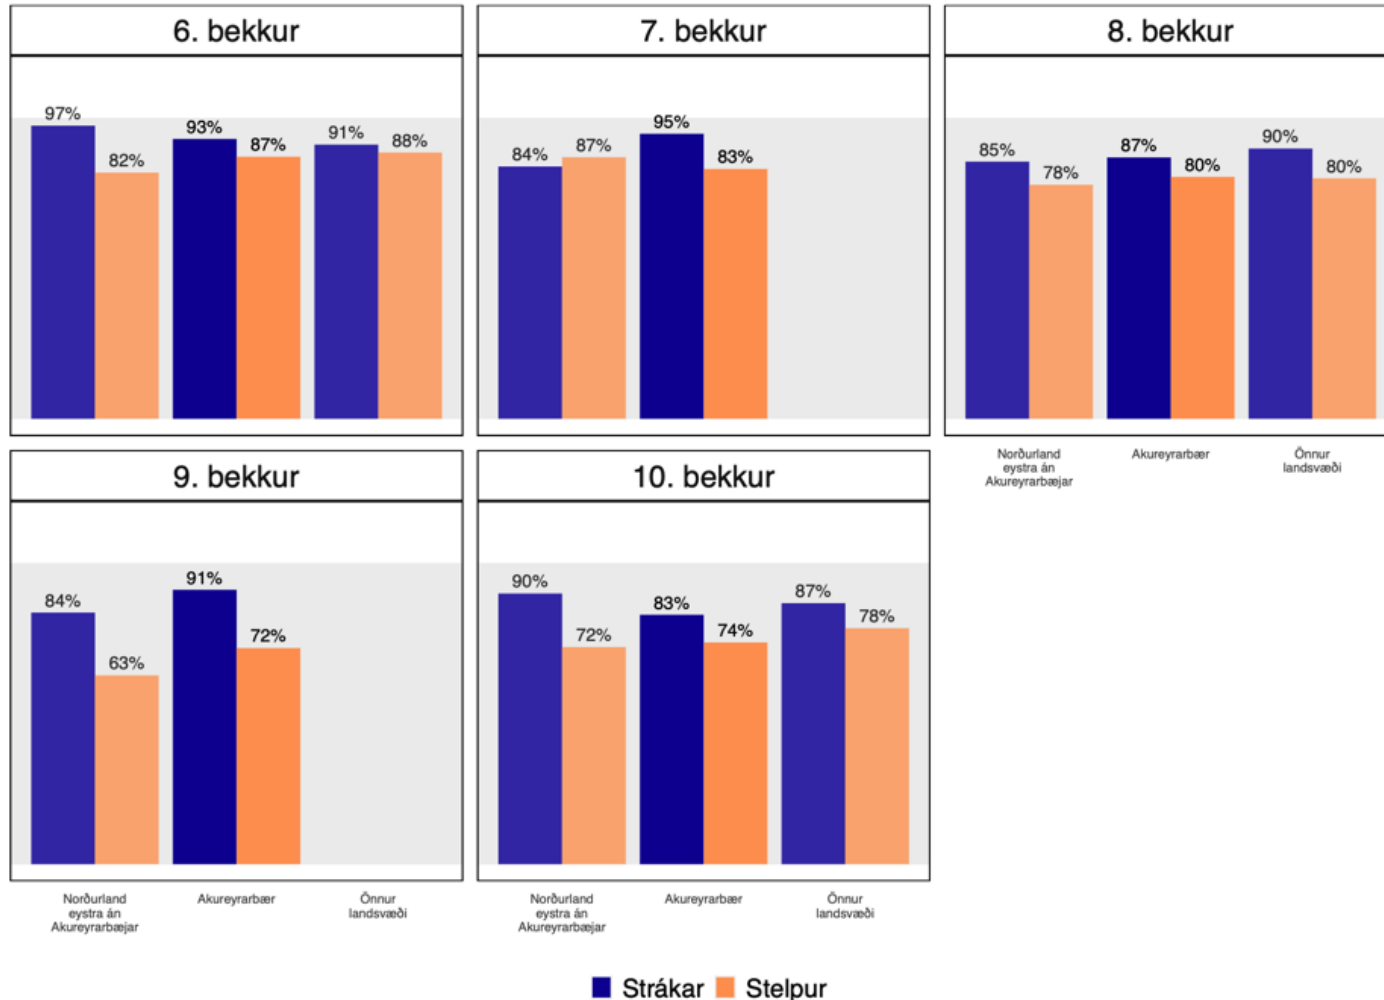 6. bekkur
97%
82%
93%
87%
91%
88%
7. bekkur
84%
87%
95%
83%
8. bekkur
85%
78%
87%
80%
90%
80%
Norðurland
eystra án
Akureyrarbæjar
Akureyrarbær
Önnur
landsvæði
9. bekkur
84%
63%
91%
72%
Norðurland
eystra án
Akureyrarbæjar
Akureyrarbær
Önnur
landsvæði
10. bekkur
90%
72%
83%
74%
87%
78%
Norðurland
eystra án
Akureyrarbæjar
Akureyrarbær
Önnur
landsvæði
Strákar Stelpur